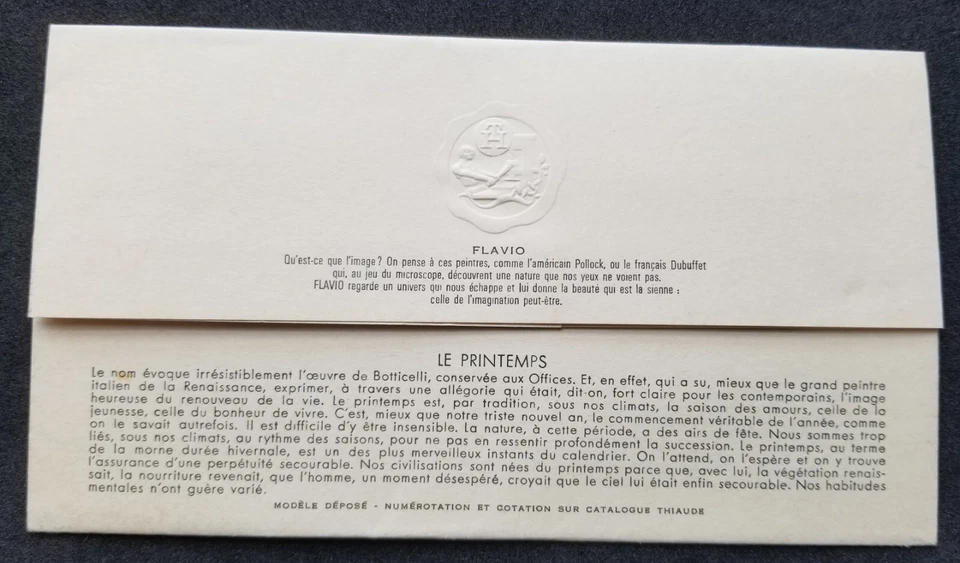 TH
FLAVIO
Qu'est-ce que l'image? On pense à ces peintres, comme l'américain Pollock, ou le français Dubuffet
qui, au jeu du microscope, découvrent une nature que nos yeux ne voient pas.
FLAVIO regarde un univers qui nous échappe et lui donne la beauté qui est la sienne :
celle de l'imagination peut-être.
LE PRINTEMPS
Le nom évoque irrésistiblement l'œuvre de Botticelli, conservée aux Offices. Et, en effet, qui a su, mieux que le grand peintre
italien de la Renaissance, exprimer, à travers une allégorie qui était, dit-on, fort claire pour les contemporains, l'image
heureuse du renouveau de la vie. Le printemps est, par tradition, sous nos climats, la saison des amours, celle de la
jeunesse, celle du bonheur de vivre. C'est, mieux que notre triste nouvel an, le commencement véritable de l'année, comme
on le savait autrefois. Il est difficile d'y être insensible. La nature, à cette période, a des airs de fête. Nous sommes trop
liés, sous nos climats, au rythme des saisons, pour ne pas en ressentir profondément la succession. Le printemps, au terme
de la morne durée hivernale, est un des plus merveilleux instants du calendrier. On l'attend, on l'espère et on y trouve
l'assurance d'une perpétuité secourable. Nos civilisations sont nées du printemps parce que, avec lui, la végétation renais-
sait, la nourriture revenait, que l'homme, un moment désespéré, croyait que le ciel lui était enfin secourable. Nos habitudes
mentales n'ont guère varié.
MODÈLE DÉPOSÉ - NUMÉROTATION ET COTATION SUR CATALOGUE THIAUDE